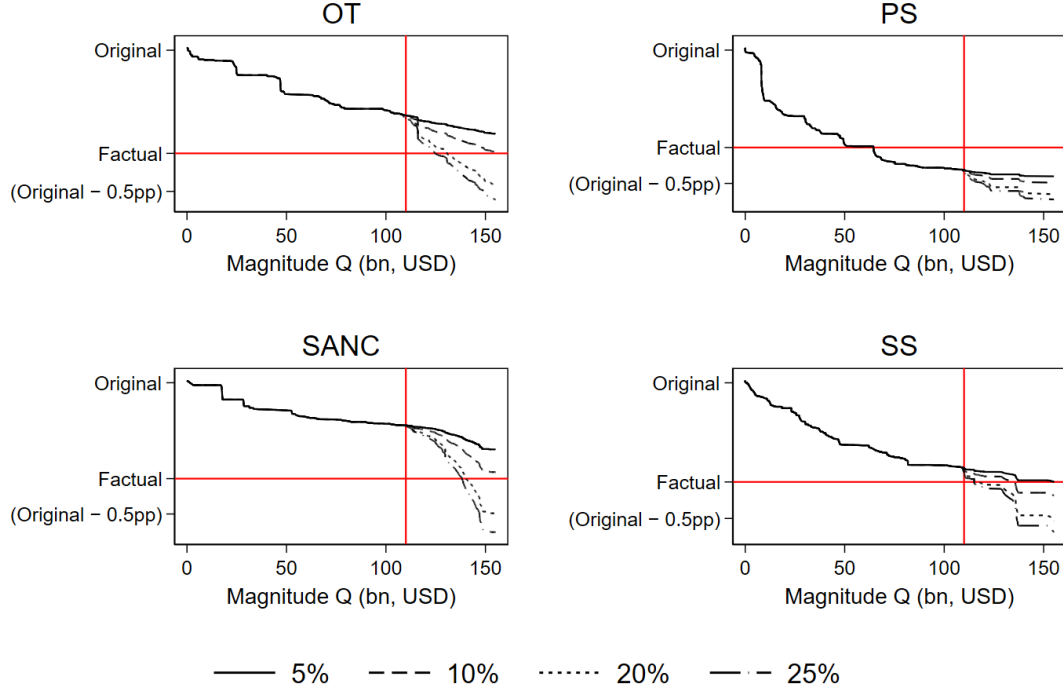 OT
Original
Factual
(Original − 0.5pp)
0 50 100 150
Magnitude Q (bn, USD)
PS
Original
Factual
(Original − 0.5pp)
0 50 100 150
Magnitude Q (bn, USD)
SANC
Original
Factual
(Original − 0.5pp)
0 50 100 150
Magnitude Q (bn, USD)
SS
Original
Factual
(Original − 0.5pp)
0 50 100 150
Magnitude Q (bn, USD)
5% 10% 20% 25%